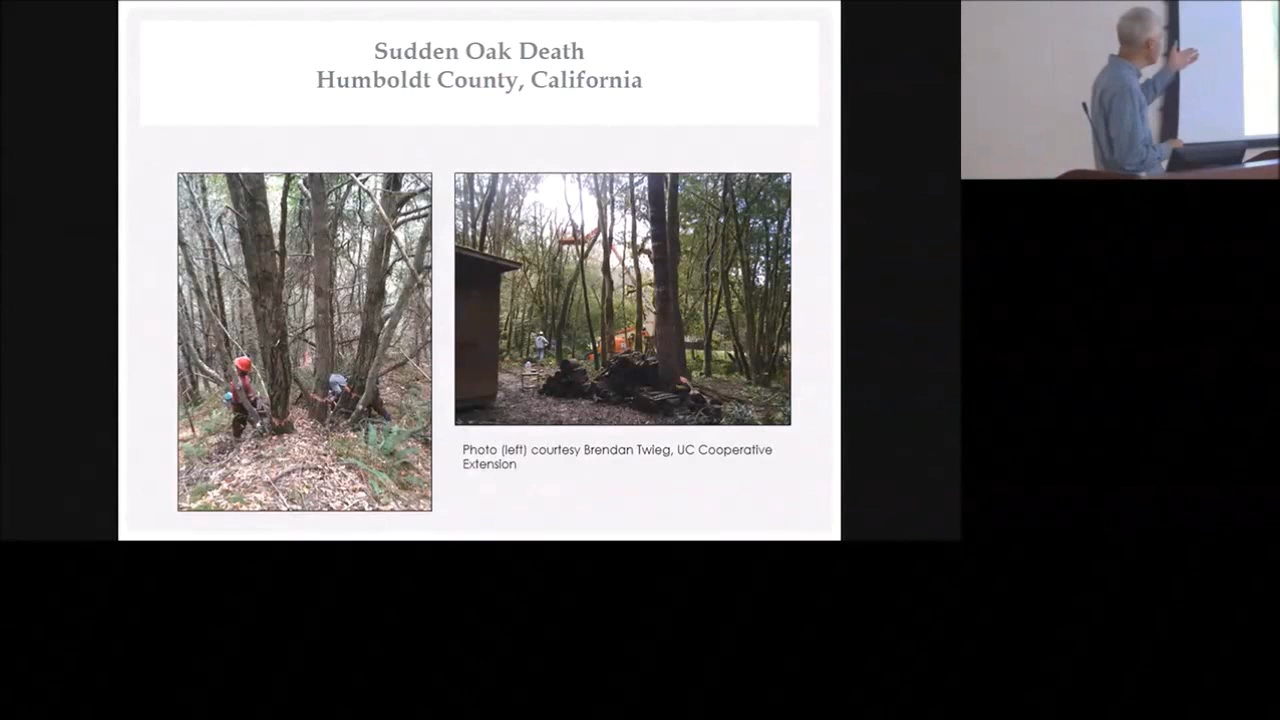 Sudden Oak Death
Humboldt County, California
Photo (left) courtesy Brendan Twieg, UC Cooperative
Extension